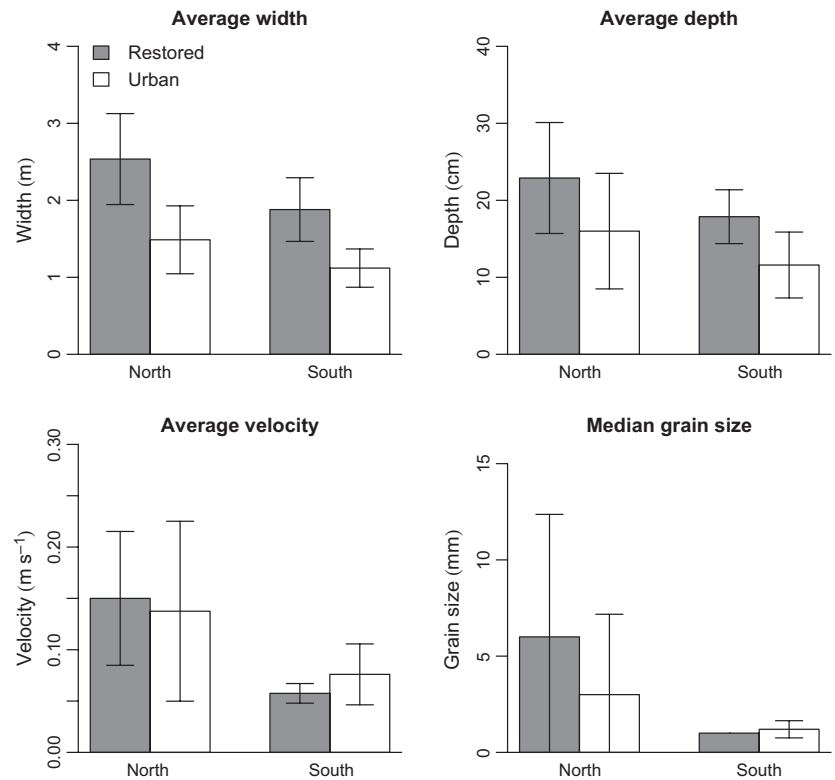 Average width
Width (m)
4
3
2
1
0
Restored
Urban
North South
Average depth
Depth (cm)
40
30
20
10
0
North South
Average velocity
Velocity (m s⁻¹)
0.30
0.20
0.10
0.00
North South
Median grain size
Grain size (mm)
15
10
5
0
North South